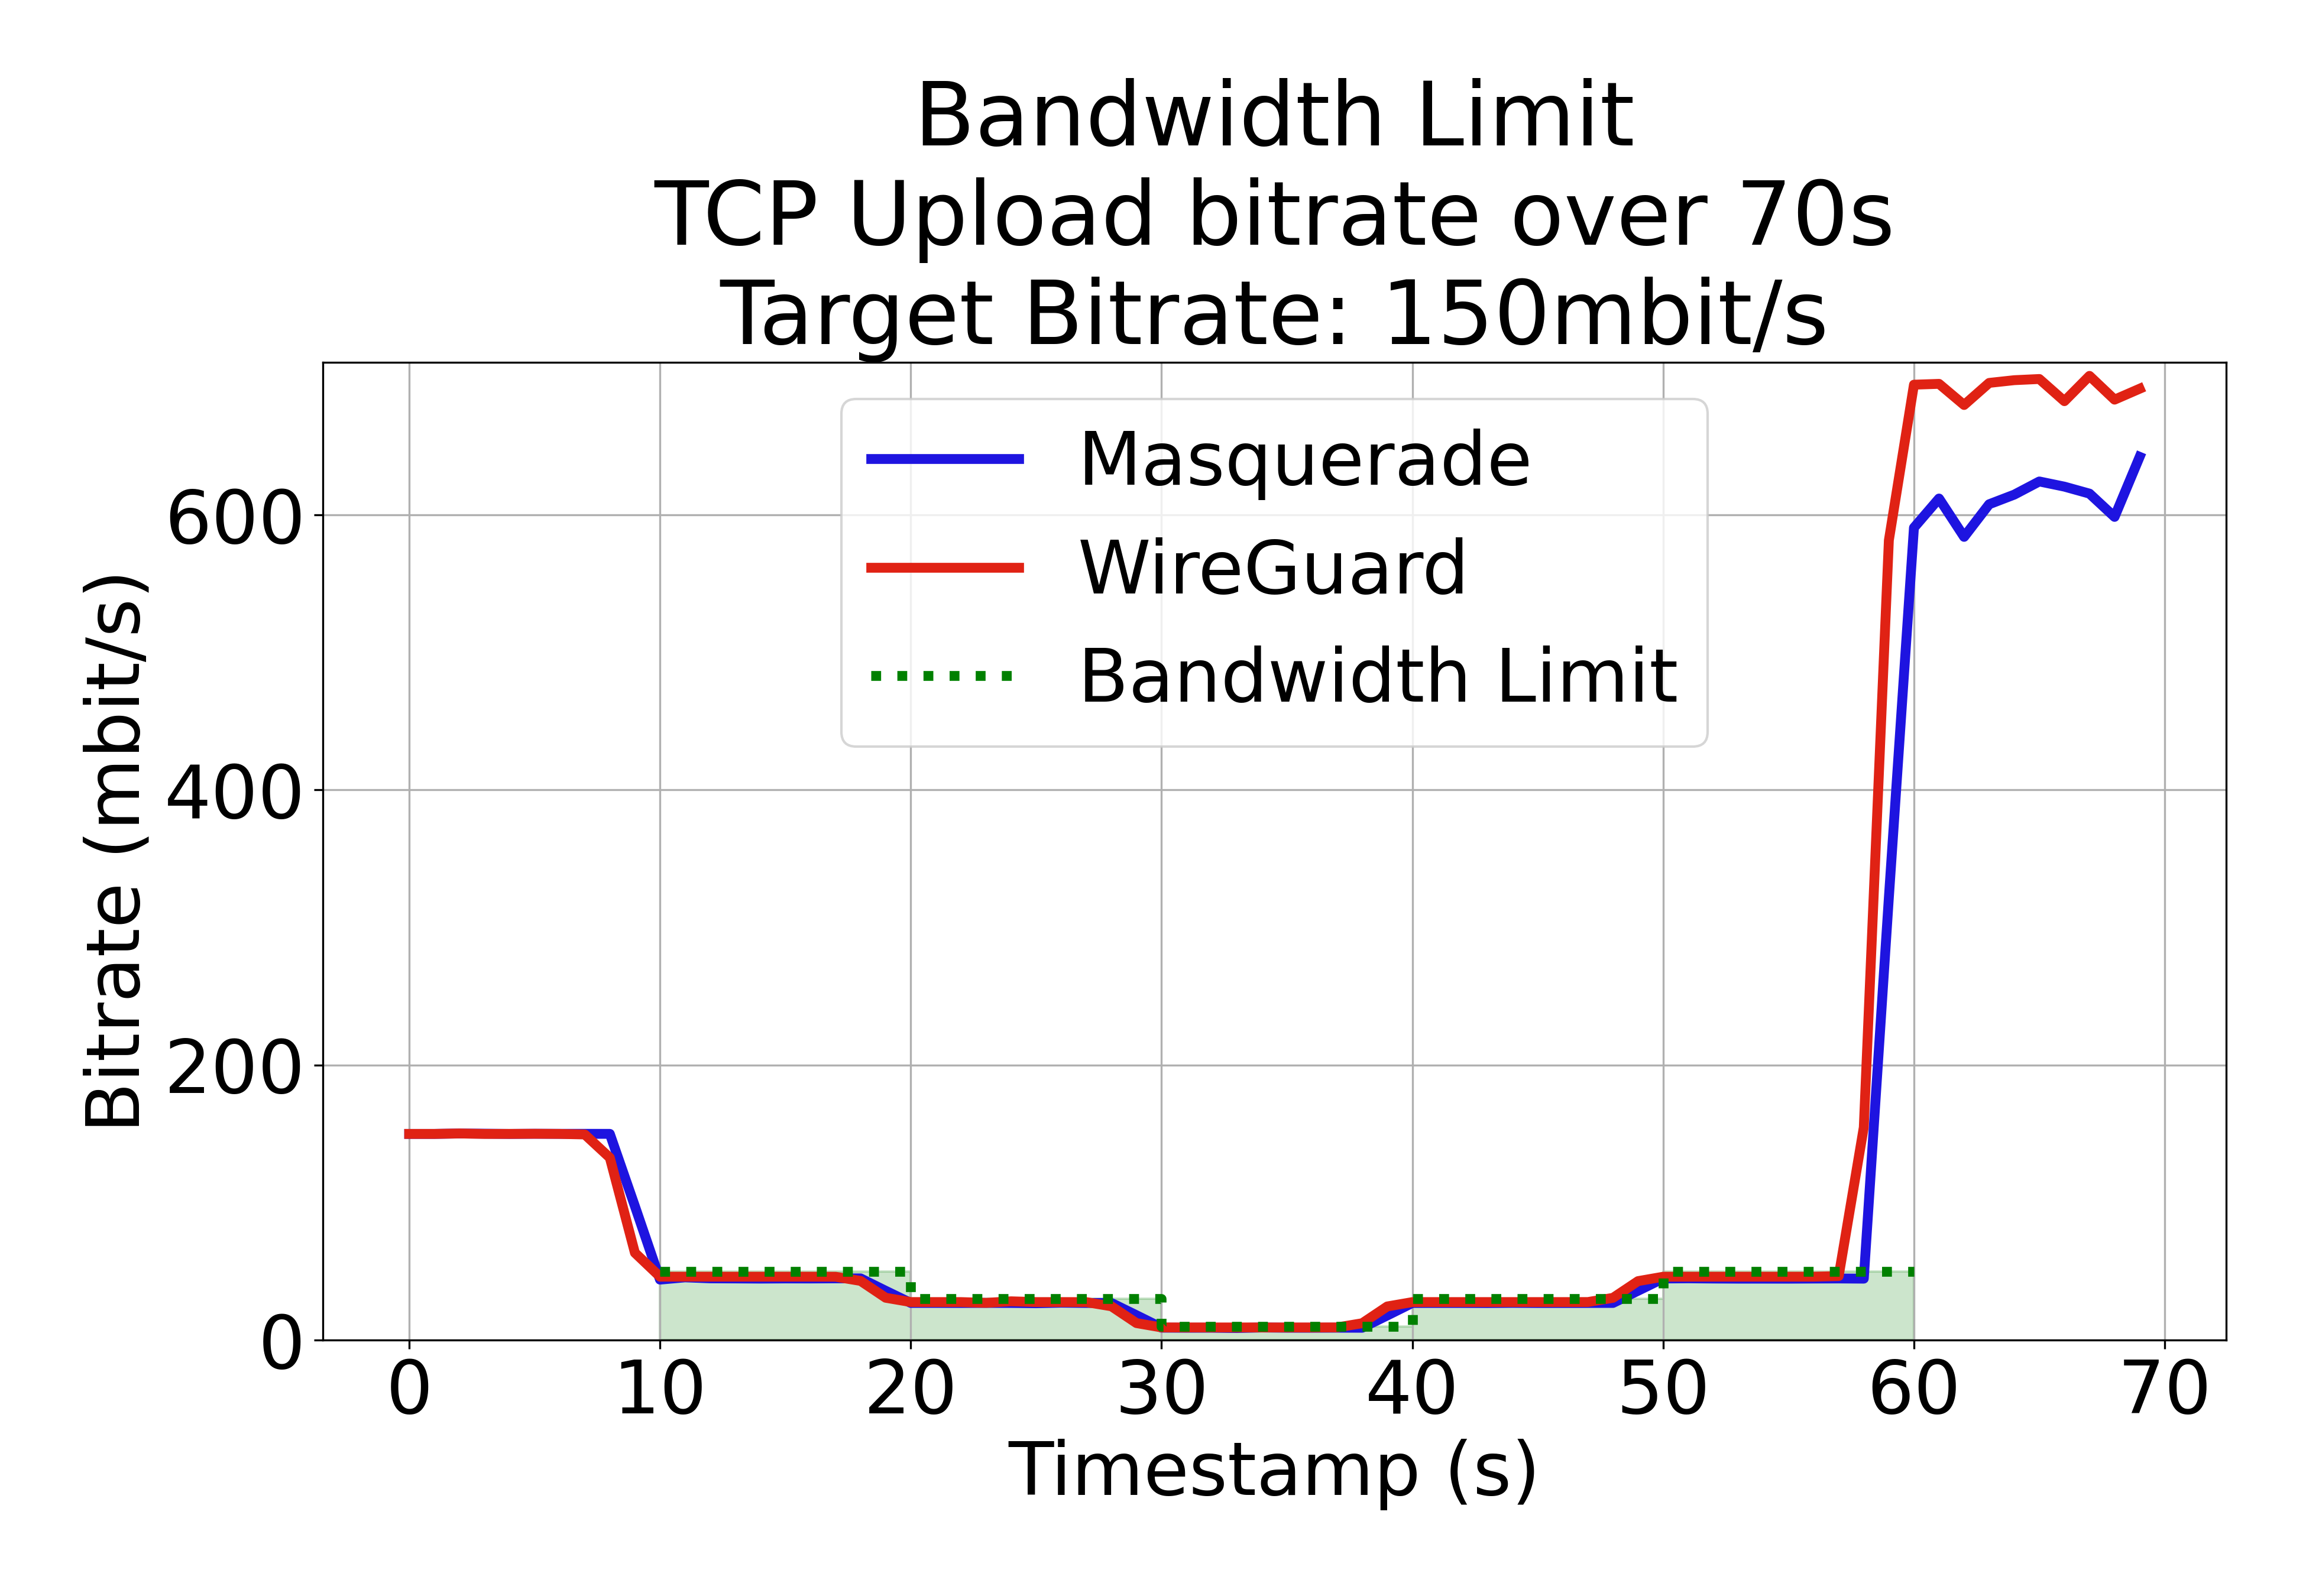 Bandwidth Limit
TCP Upload bitrate over 70s
Target Bitrate: 150mbit/s
Masquerade
WireGuard
Bandwidth Limit
Bitrate (mbit/s)
600
400
200
0
0 10 20 30 40 50 60 70
Timestamp (s)